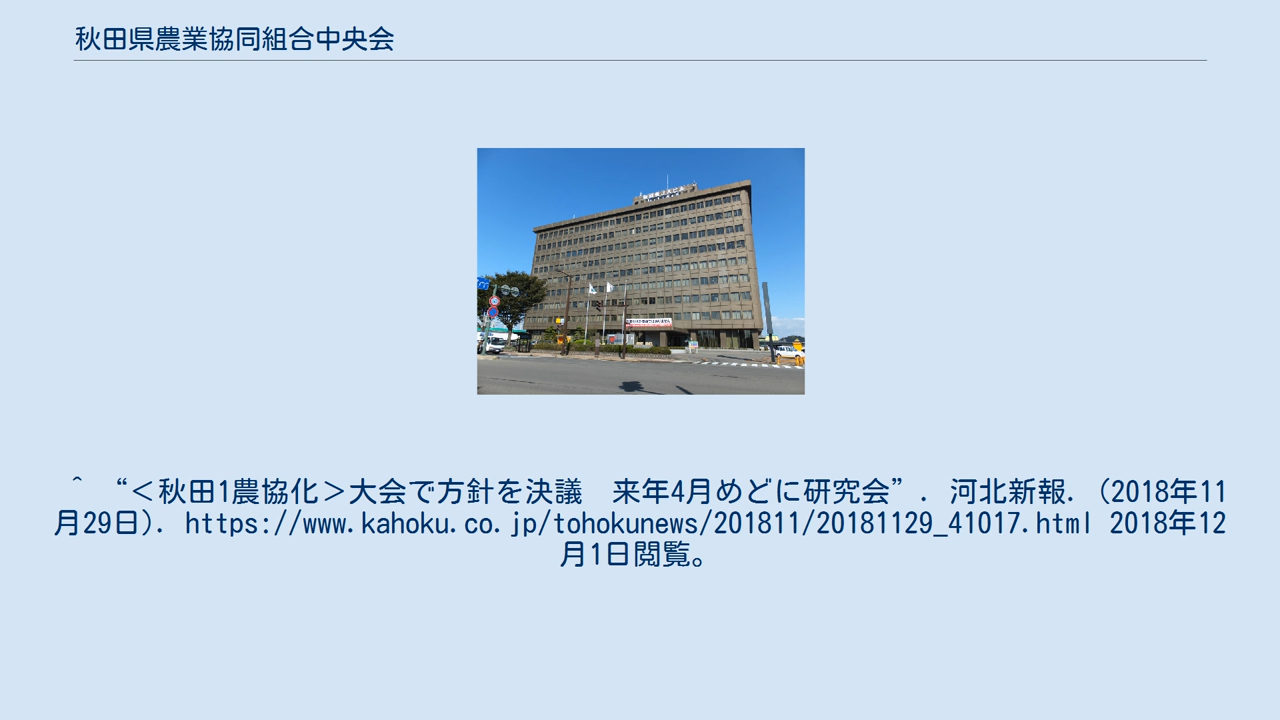 秋田県農業協同組合中央会
^ “＜秋田1農協化＞大会で方針を決議　来年4月めどに研究会”. 河北新報. (2018年11
月29日). https://www.kahoku.co.jp/tohokunews/201811/20181129_41017.html 2018年12
月1日閲覧。